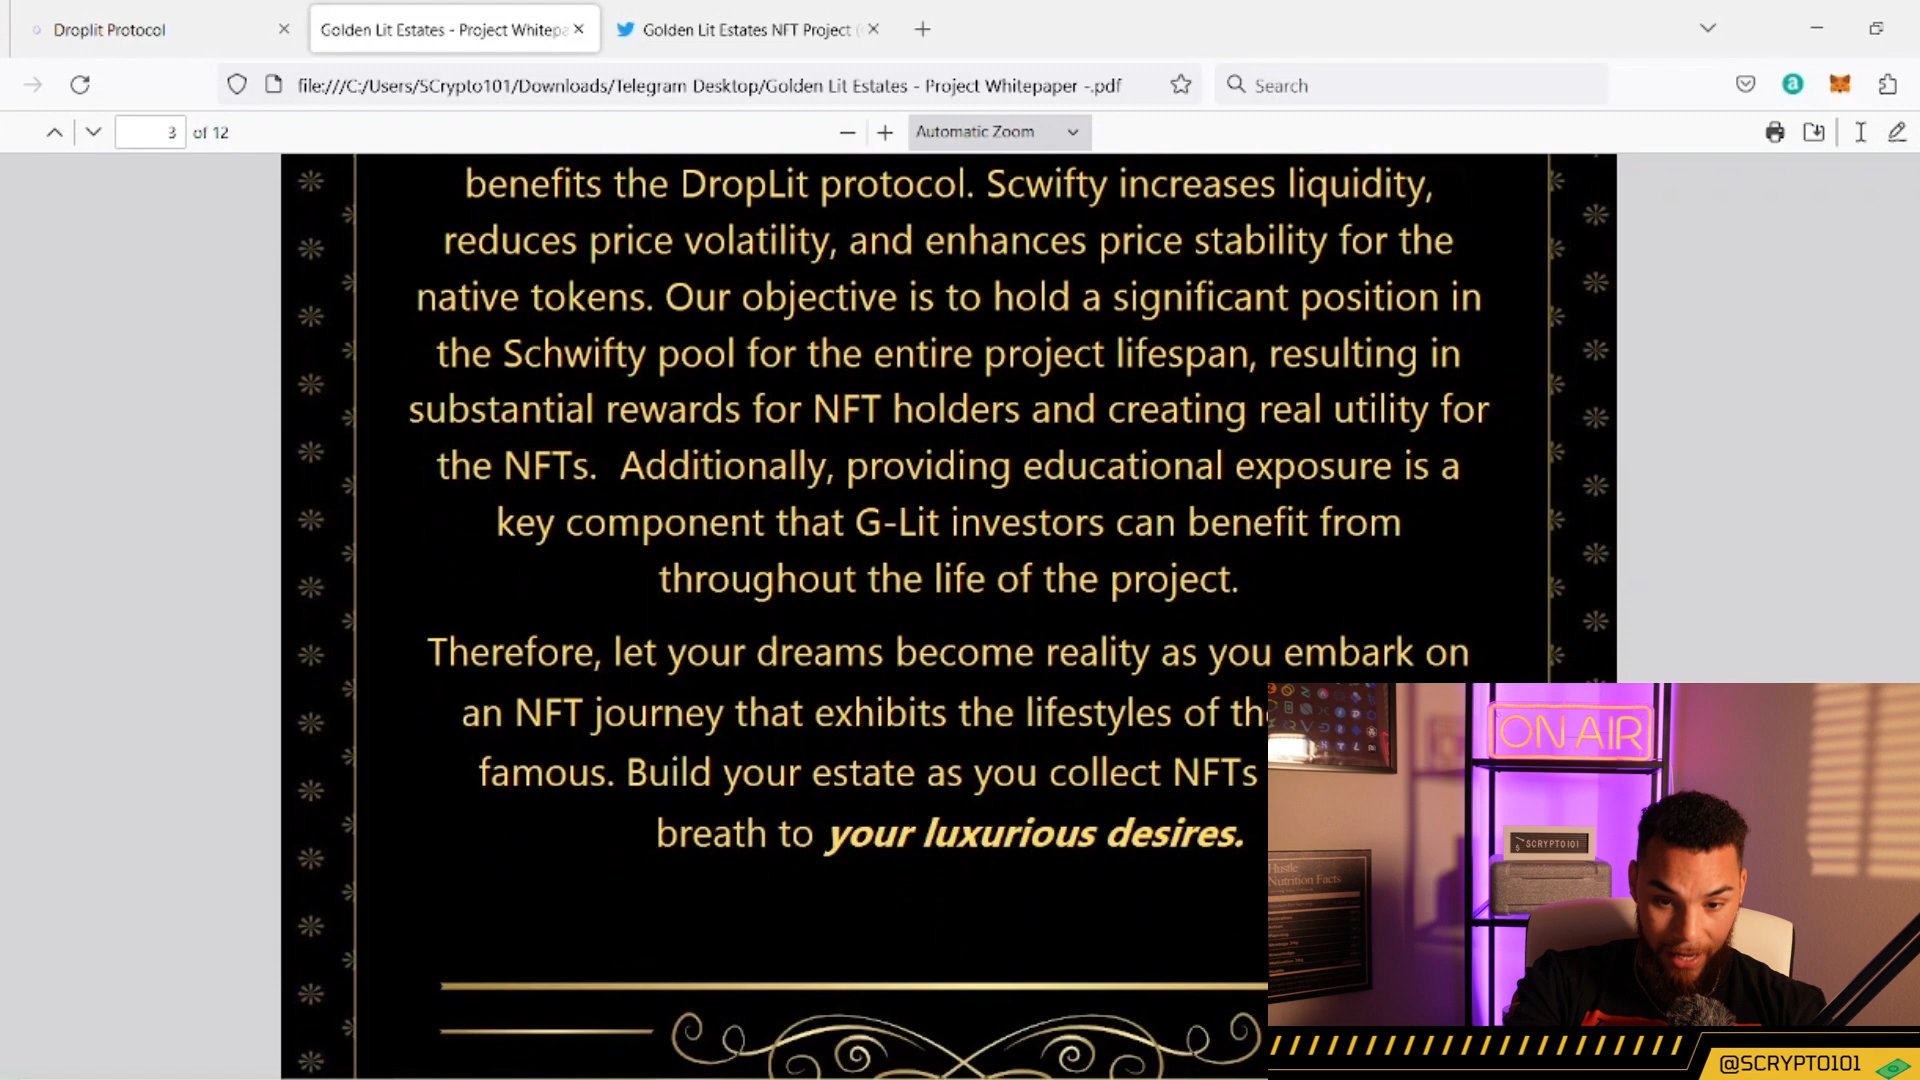 Droplit Protocol
Golden Lit Estates - Project Whitepa
Golden Lit Estates NFT Project (
file:///C:/Users/SCrypto101/Downloads/Telegram Desktop/Golden Lit Estates - Project Whitepaper -.pdf
Search
3 of 12
Automatic Zoom
benefits the DropLit protocol. Scwifty increases liquidity,
reduces price volatility, and enhances price stability for the
native tokens. Our objective is to hold a significant position in
the Schwifty pool for the entire project lifespan, resulting in
substantial rewards for NFT holders and creating real utility for
the NFTs. Additionally, providing educational exposure is a
key component that G-Lit investors can benefit from
throughout the life of the project.
Therefore, let your dreams become reality as you embark on
an NFT journey that exhibits the lifestyles of th
famous. Build your estate as you collect NFTs
breath to your luxurious desires.
ON AIR
SCRYPTO101
Hustle
Nutrition Facts
@SCRYPTO101